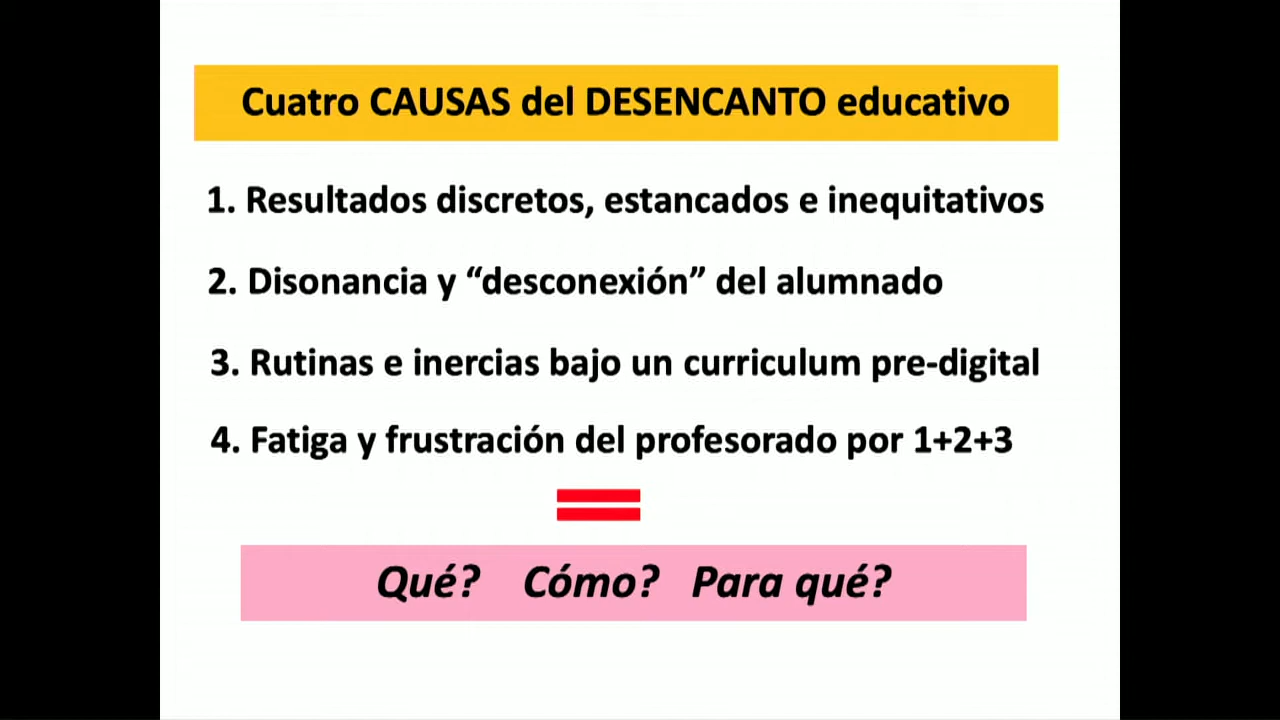 Cuatro CAUSAS del DESENCANTO educativo
1. Resultados discretos, estancados e inequitativos
2. Disonancia y “desconexión” del alumnado
3. Rutinas e inercias bajo un curriculum pre-digital
4. Fatiga y frustración del profesorado por 1+2+3
Qué? Cómo? Para qué?